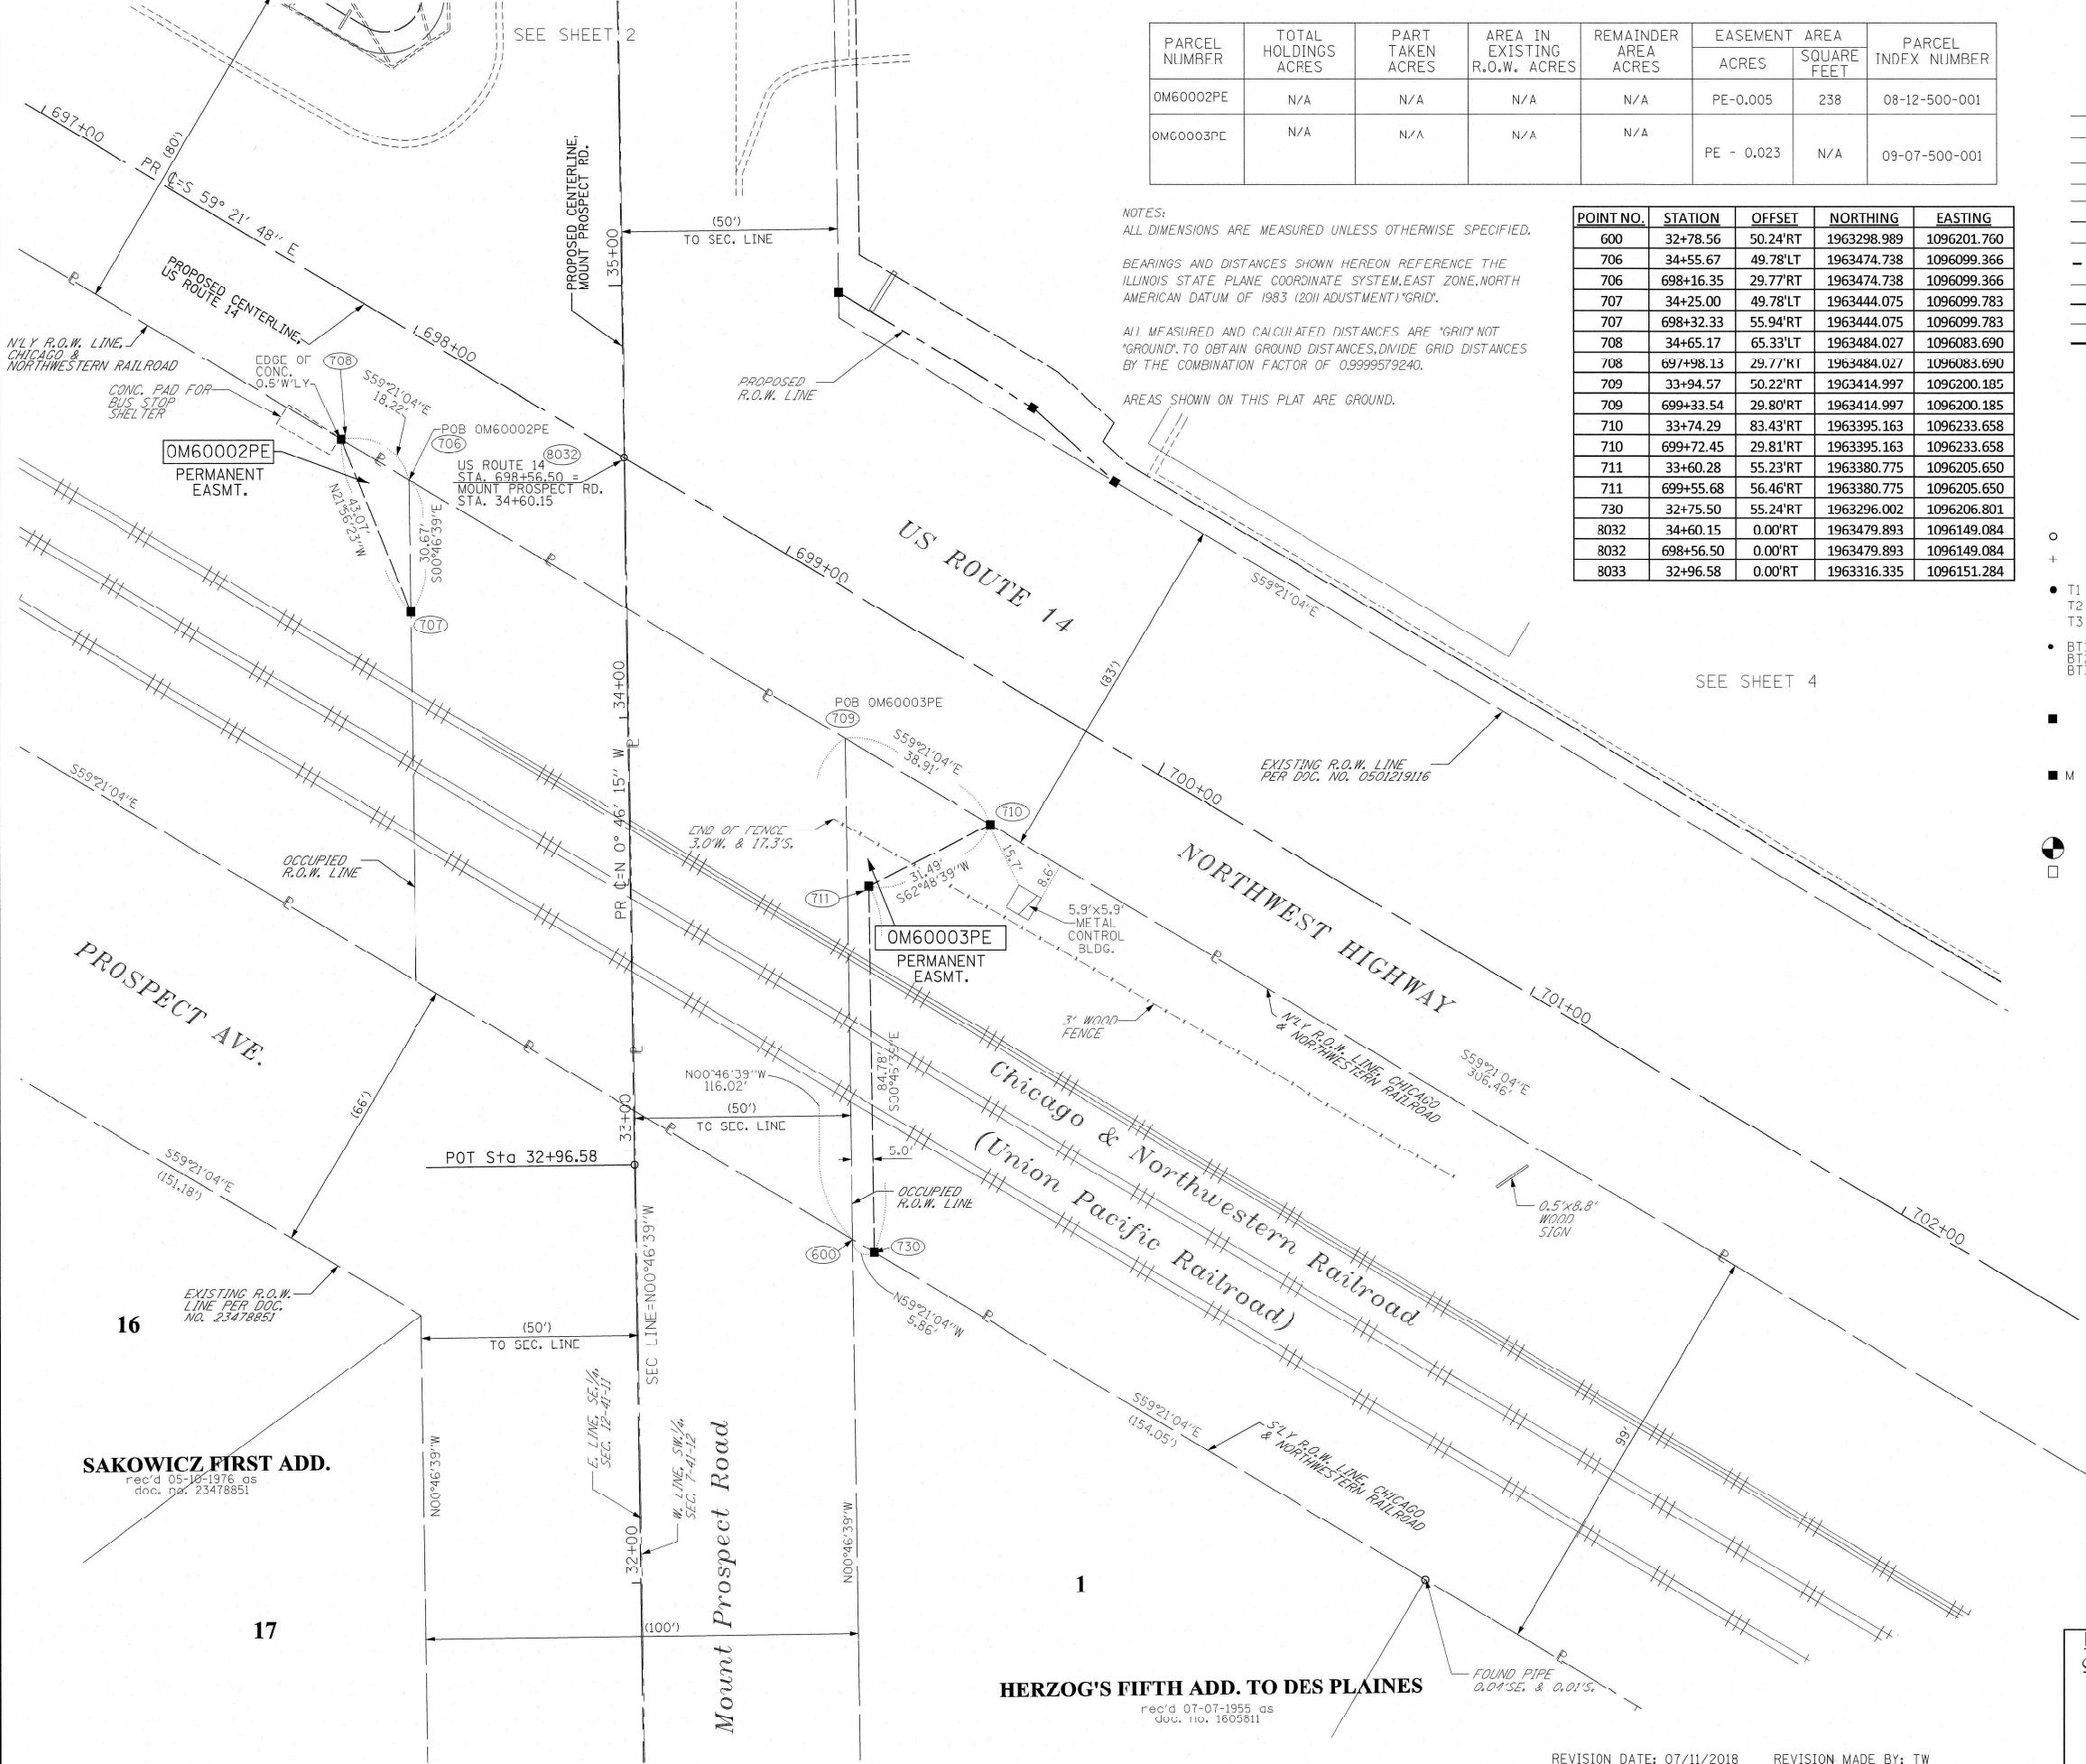 SEE SHEET 2
697+00
(80')
PR ℄=S 59° 21' 48" E
PROPOSED CENTERLINE,
US ROUTE 14
N'LY R.O.W. LINE,
CHICAGO &
NORTHWESTERN RAILROAD
EDGE OF
CONC.
0.5'W'LY
708
CONC. PAD FOR
BUS STOP
SHELTER
S59°21'04"E
18.22'
698+00
PROPOSED CENTERLINE,
MOUNT PROSPECT RD.
35+00
(50')
TO SEC. LINE
PROPOSED
R.O.W. LINE
PARCEL NUMBER TOTAL HOLDINGS ACRES PART TAKEN ACRES AREA IN EXISTING R.O.W. ACRES REMAINDER AREA ACRES EASEMENT AREA ACRES SQUARE FEET PARCEL INDEX NUMBER
0M60002PE N/A N/A N/A N/A PE-0.005 238 08-12-500-001
0M60003PE N/A N/A N/A N/A PE - 0.023 N/A 09-07-500-001
NOTES:
ALL DIMENSIONS ARE MEASURED UNLESS OTHERWISE SPECIFIED.
BEARINGS AND DISTANCES SHOWN HEREON REFERENCE THE
ILLINOIS STATE PLANE COORDINATE SYSTEM,EAST ZONE,NORTH
AMERICAN DATUM OF 1983 (2011 ADUSTMENT) "GRID".
ALL MEASURED AND CALCULATED DISTANCES ARE "GRID" NOT
"GROUND". TO OBTAIN GROUND DISTANCES,DIVIDE GRID DISTANCES
BY THE COMBINATION FACTOR OF 0.9999579240.
AREAS SHOWN ON THIS PLAT ARE GROUND.
POINT NO. STATION OFFSET NORTHING EASTING
600 32+78.56 50.24'RT 1963298.989 1096201.760
706 34+55.67 49.78'LT 1963474.738 1096099.366
706 698+16.35 29.77'RT 1963474.738 1096099.366
707 34+25.00 49.78'LT 1963444.075 1096099.783
707 698+32.33 55.94'RT 1963444.075 1096099.783
708 34+65.17 65.33'LT 1963484.027 1096083.690
708 697+98.13 29.77'RT 1963484.027 1096083.690
709 33+94.57 50.22'RT 1963414.997 1096200.185
709 699+33.54 29.80'RT 1963414.997 1096200.185
710 33+74.29 83.43'RT 1963395.163 1096233.658
710 699+72.45 29.81'RT 1963395.163 1096233.658
711 33+60.28 55.23'RT 1963380.775 1096205.650
711 699+55.68 56.46'RT 1963380.775 1096205.650
730 32+75.50 55.24'RT 1963296.002 1096206.801
8032 34+60.15 0.00'RT 1963479.893 1096149.084
8032 698+56.50 0.00'RT 1963479.893 1096149.084
8033 32+96.58 0.00'RT 1963316.335 1096151.284
T1
T2
T3
BT
BT
BT
M
0M60002PE
PERMANENT
EASMT.
POB 0M60002PE
706
8032
US ROUTE 14
STA. 698+56.50 =
MOUNT PROSPECT RD.
STA. 34+60.15
43.07'
N21°56'23"W
30.67'
S00°46'39"E
707
699+00
US ROUTE 14
S59°21'04"E
(83')
SEE SHEET 4
34+00
POB 0M60003PE
709
S59°21'04"E
38.91'
710
EXISTING R.O.W. LINE
PER DOC. NO. 0501219116
700+00
S59°21'04"E
OCCUPIED
R.O.W. LINE
PR ℄=N 0° 46' 15" W
END OF FENCE
3.0'W. & 17.3'S.
711
31.49'
S62°48'39"W
15.7'
8.6'
5.9'x5.9'
METAL
CONTROL
BLDG.
0M60003PE
PERMANENT
EASMT.
NORTHWEST HIGHWAY
701+00
PROSPECT AVE.
3' WOOD
FENCE
N'LY R.O.W. LINE, CHICAGO
& NORTHWESTERN RAILROAD
S59°21'04"E
306.46'
(66')
N00°46'39"W
116.02'
84.78'
S00°46'39"E
33+00
(50')
TO SEC. LINE
5.0'
Chicago & Northwestern Railroad
(Union Pacific Railroad)
POT Sta 32+96.58
S59°21'04"E
(151.18')
OCCUPIED
R.O.W. LINE
0.5'x8.8'
WOOD
SIGN
702+00
600
730
N59°21'04"W
5.86'
EXISTING R.O.W.
LINE PER DOC.
NO. 23478851
16
(50')
TO SEC. LINE
SEC LINE=N00°46'39"W
E. LINE, SE.1/4,
SEC. 12-41-11
W. LINE, SW.1/4,
SEC. 7-41-12
SAKOWICZ FIRST ADD.
rec'd 05-10-1976 as
doc. no. 23478851
N00°46'39"W
32+00
Mount Prospect Road
N00°46'39"W
S59°21'04"E
(154.05')
S'LY R.O.W. LINE, CHICAGO
& NORTHWESTERN RAILROAD
99'
17
(100')
1
HERZOG'S FIFTH ADD. TO DES PLAINES
rec'd 07-07-1955 as
doc. no. 1605811
FOUND PIPE
0.04'SE. & 0.01'S.
REVISION DATE: 07/11/2018 REVISION MADE BY: TW